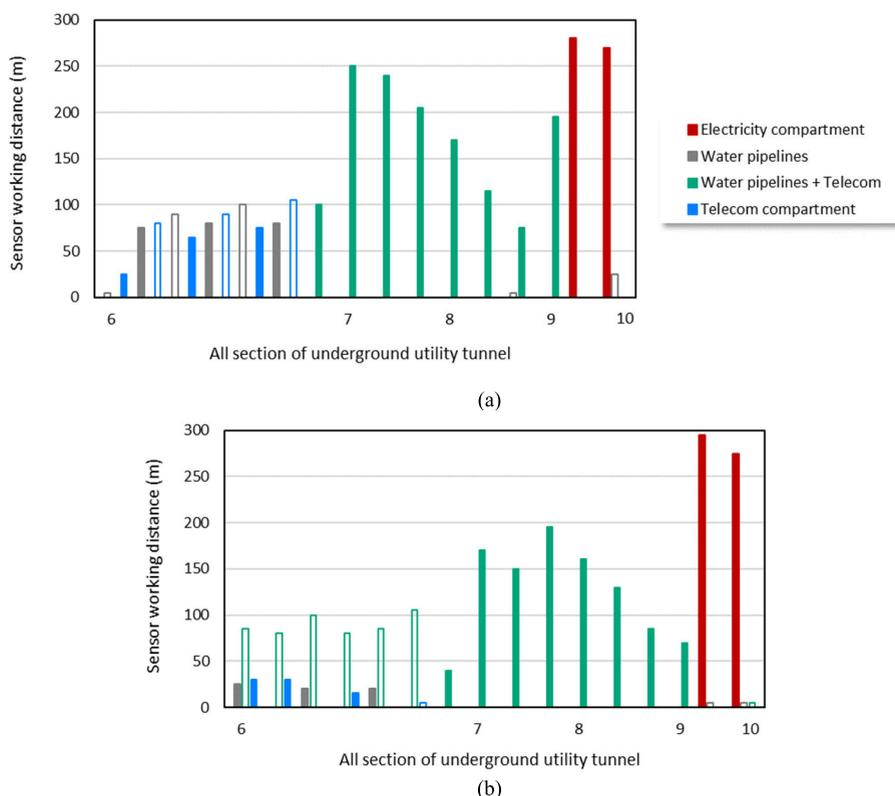 300
250
200
150
100
50
0
Sensor working distance (m)
6 7 8 9 10
All section of underground utility tunnel
Electricity compartment
Water pipelines
Water pipelines + Telecom
Telecom compartment
(a)
300
250
200
150
100
50
0
Sensor working distance (m)
6 7 8 9 10
All section of underground utility tunnel
(b)